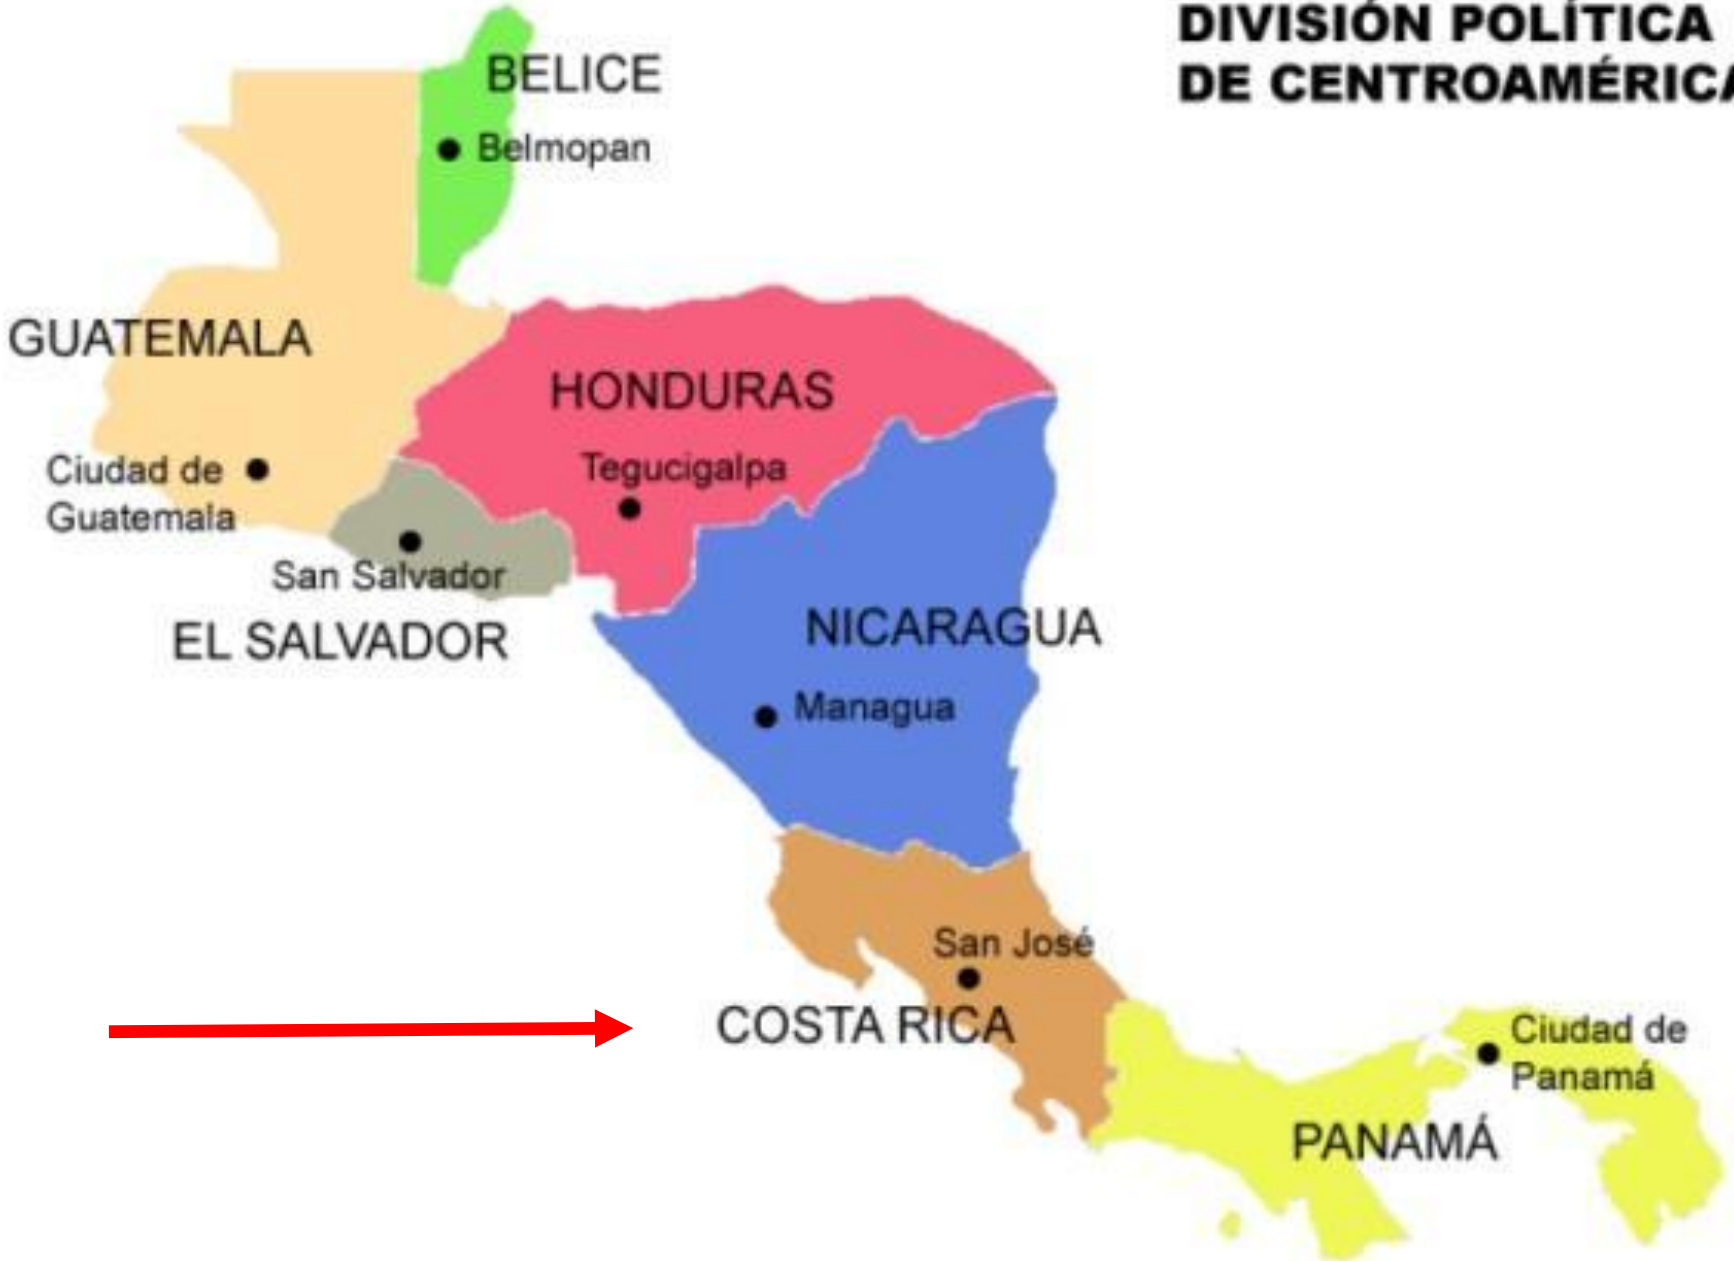 DIVISIÓN POLÍTICA
DE CENTROAMÉRICA
BELICE
Belmopan
GUATEMALA
HONDURAS
Ciudad de
Guatemala
Tegucigalpa
San Salvador
EL SALVADOR
NICARAGUA
Managua
San José
COSTA RICA
Ciudad de
Panamá
PANAMÁ